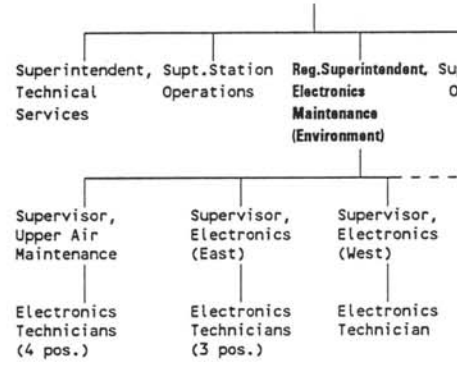 Superintendent,
Technical
Services
Supt.Station
Operations
Reg.Superintendent,
Electronics
Maintenance
(Environment)
Supervisor,
Upper Air
Maintenance
Supervisor,
Electronics
(East)
Supervisor,
Electronics
(West)
Electronics
Technicians
(4 pos.)
Electronics
Technicians
(3 pos.)
Electronics
Technician